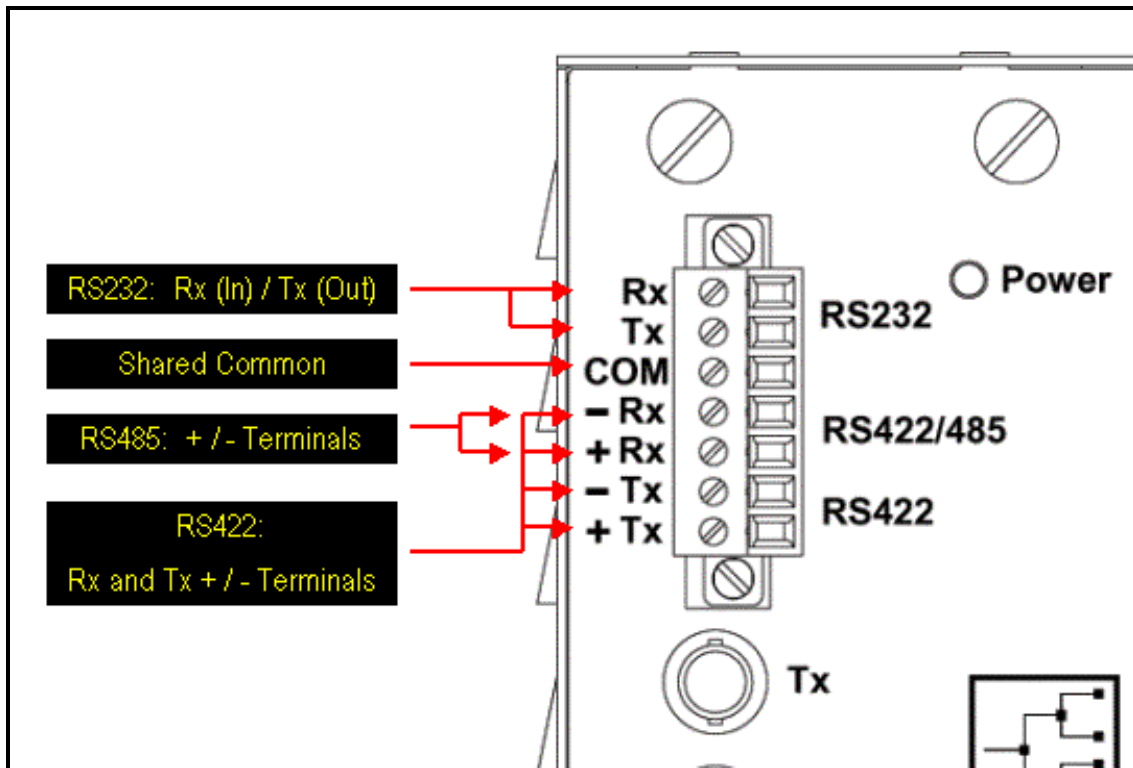 RS232: Rx (In) / Tx (Out)
Shared Common
RS485: + / - Terminals
RS422:
Rx and Tx + / - Terminals
Rx
Tx
COM
− Rx
+ Rx
− Tx
+ Tx
RS232
RS422/485
RS422
Power
Tx